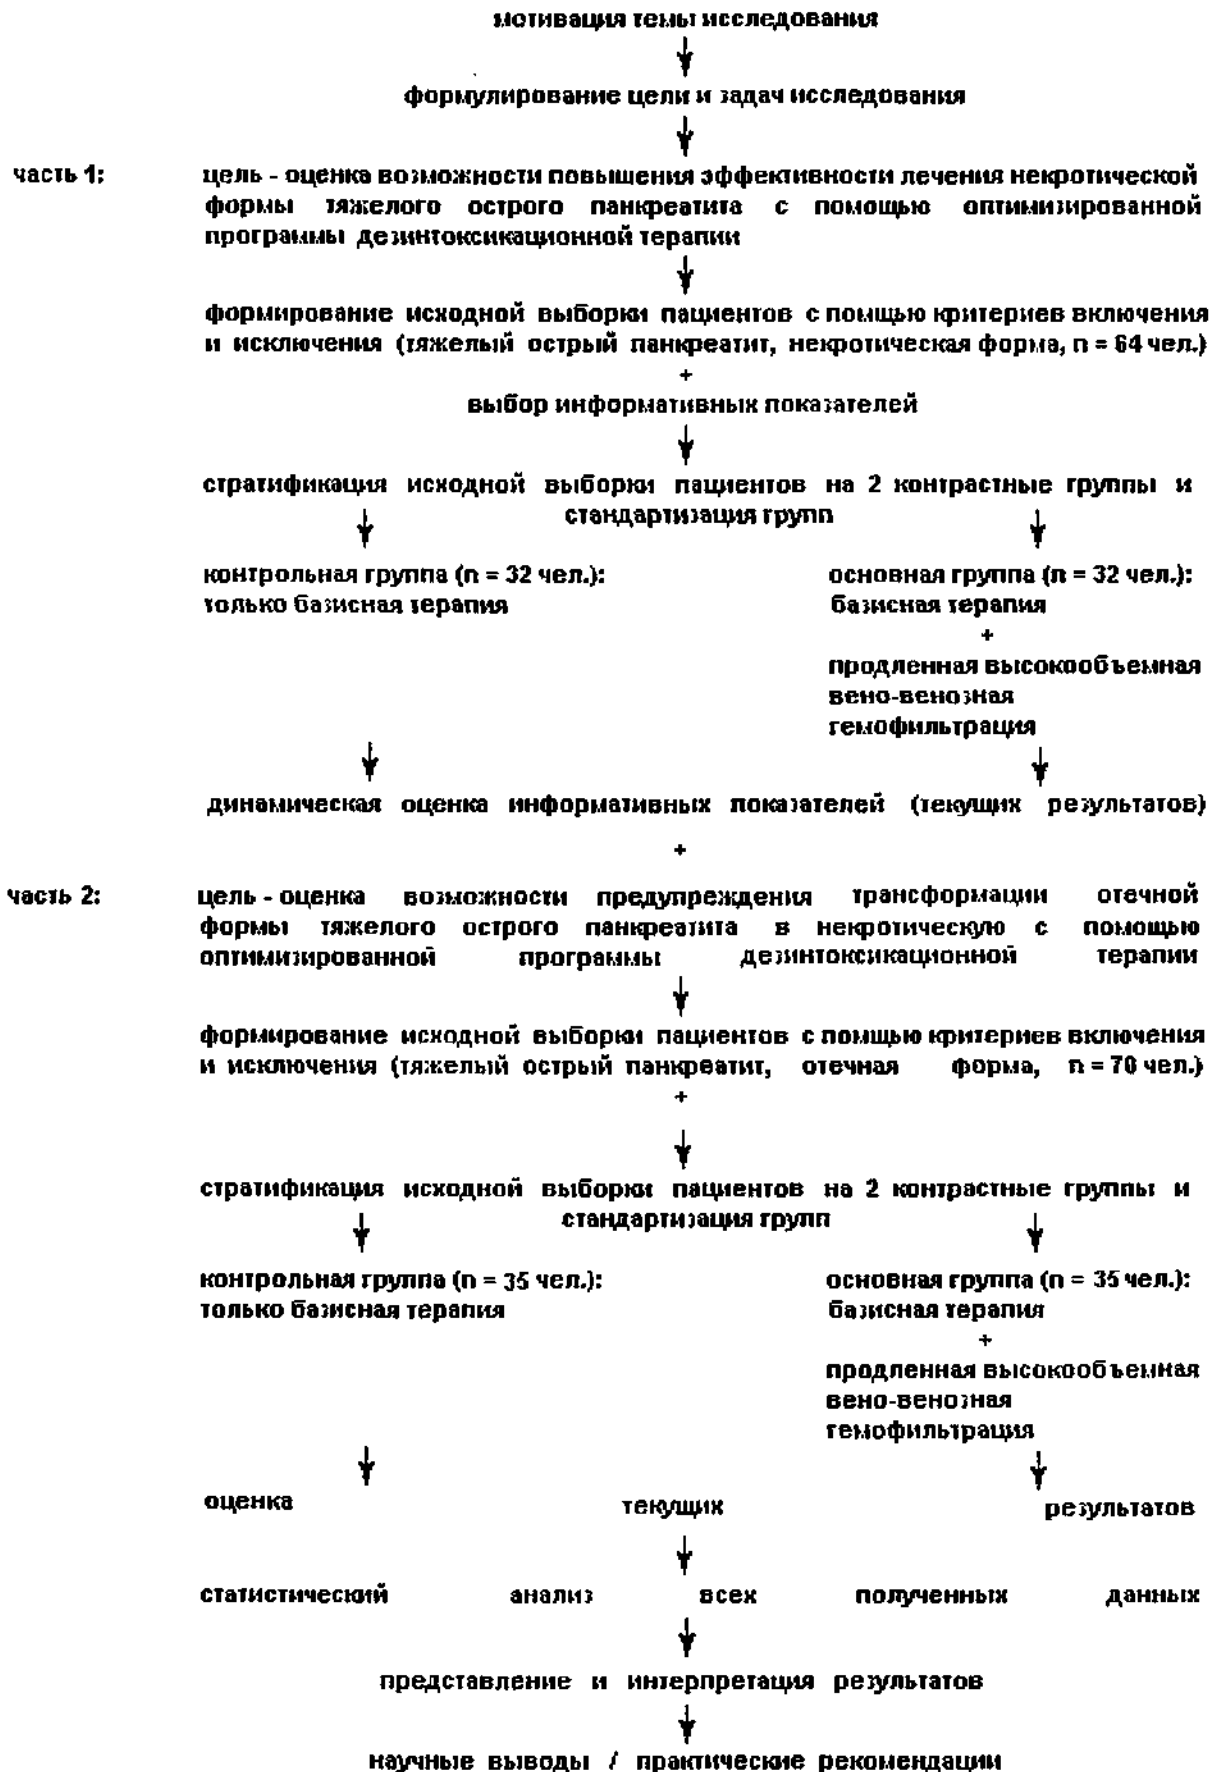 мотивация темы исследования
формулирование цели и задач исследования
часть 1: цель - оценка возможности повышения эффективности лечения некротической
формы тяжелого острого панкреатита с помощью оптимизированной
программы дезинтоксикационной терапии
формирование исходной выборки пациентов с помщью критериев включения
и исключения (тяжелый острый панкреатит, некротическая форма, n = 64 чел.)
+
выбор информативных показателей
стратификация исходной выборки пациентов на 2 контрастные группы и
стандартизация групп
контрольная группа (n = 32 чел.):
только базисная терапия
основная группа (n = 32 чел.):
базисная терапия
+
продленная высокообъемная
вено-венозная
гемофильтрация
динамическая оценка информативных показателей (текущих результатов)
+
часть 2: цель - оценка возможности предупреждения трансформации отечной
формы тяжелого острого панкреатита в некротическую с помощью
оптимизированной программы дезинтоксикационной терапии
формирование исходной выборки пациентов с помщью критериев включения
и исключения (тяжелый острый панкреатит, отечная форма, n = 70 чел.)
+
стратификация исходной выборки пациентов на 2 контрастные группы и
стандартизация групп
контрольная группа (n = 35 чел.):
только базисная терапия
основная группа (n = 35 чел.):
базисная терапия
+
продленная высокообъемная
вено-венозная
гемофильтрация
оценка текущих результатов
статистический анализ всех полученных данных
представление и интерпретация результатов
научные выводы / практические рекомендации